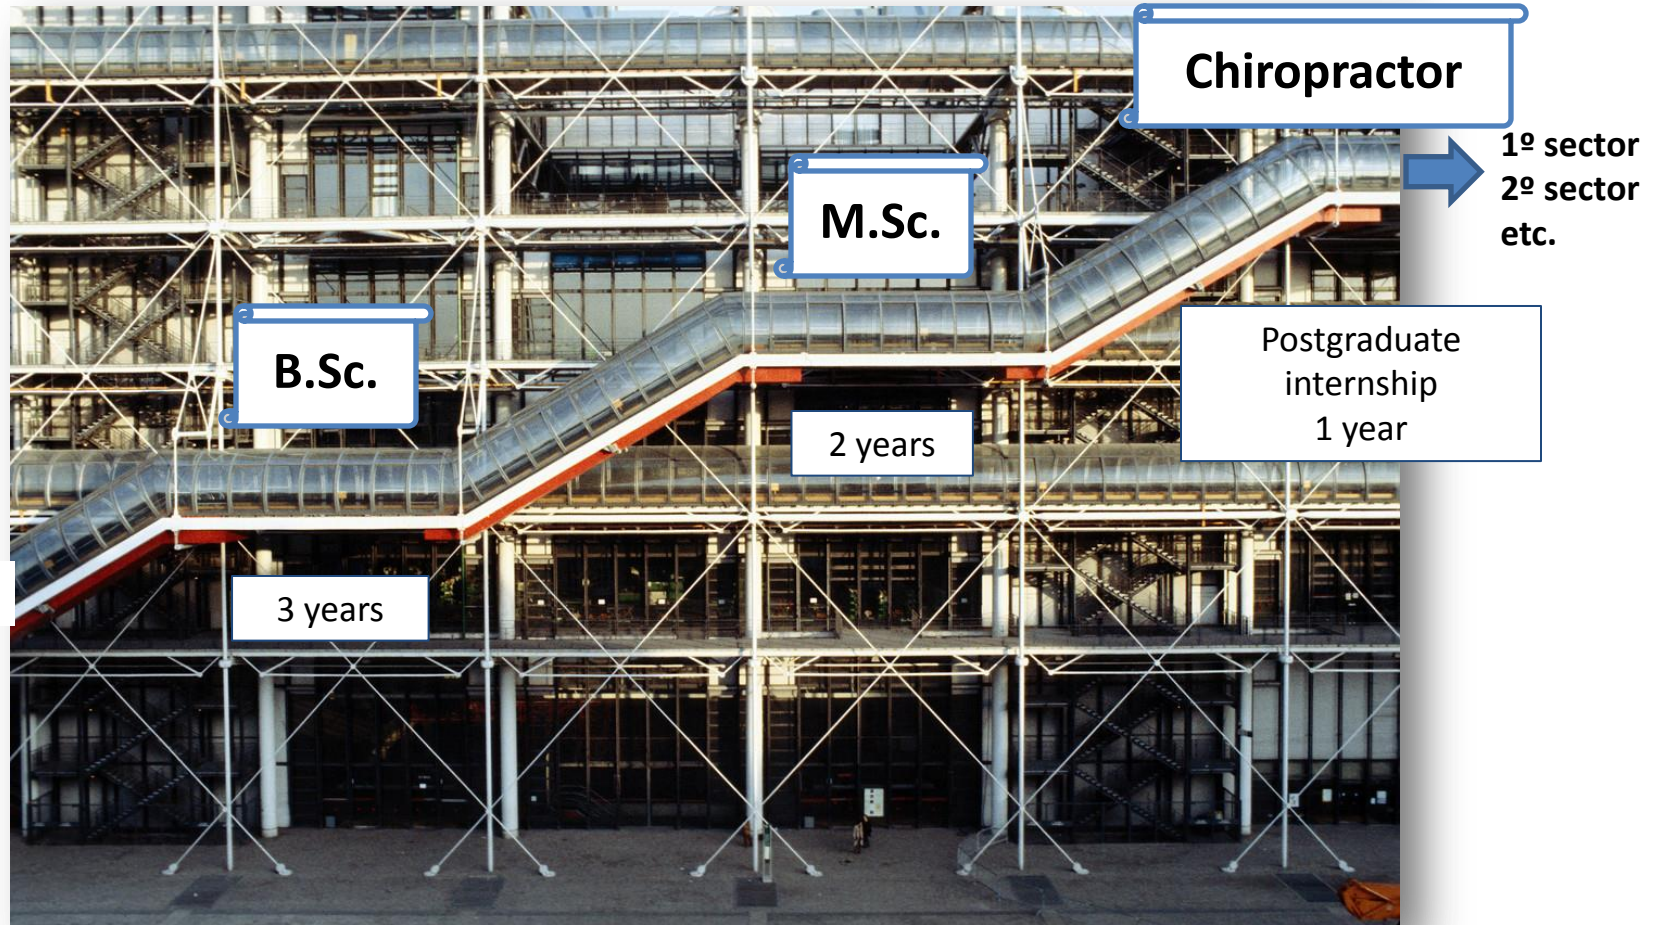 Chiropractor
1º sector
2º sector
etc.
M.Sc.
B.Sc.
Postgraduate
internship
1 year
2 years
3 years